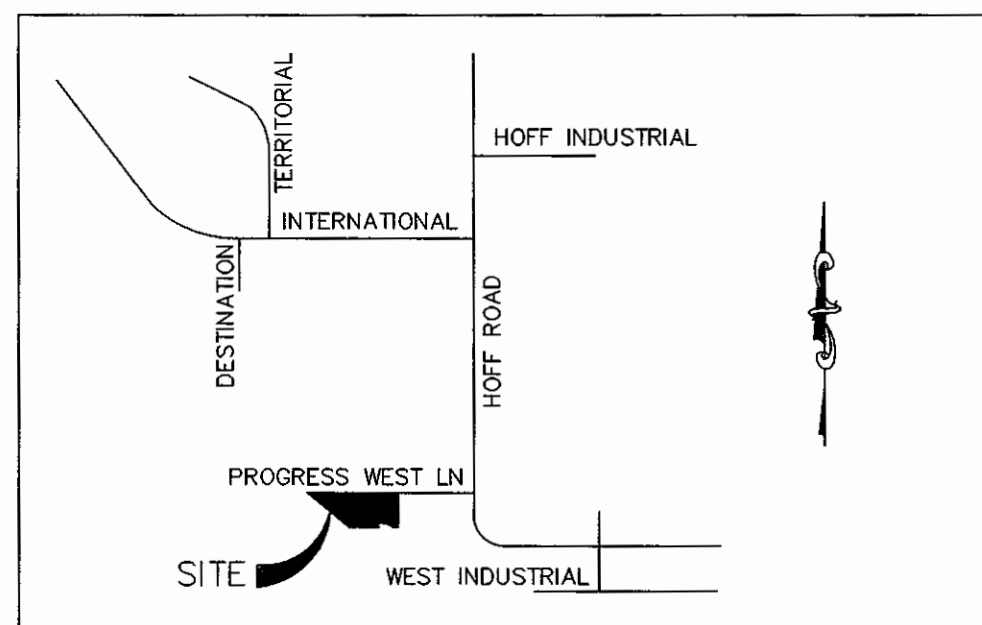 TERRITORIAL
HOFF INDUSTRIAL
INTERNATIONAL
DESTINATION
HOFF ROAD
PROGRESS WEST LN
SITE
WEST INDUSTRIAL